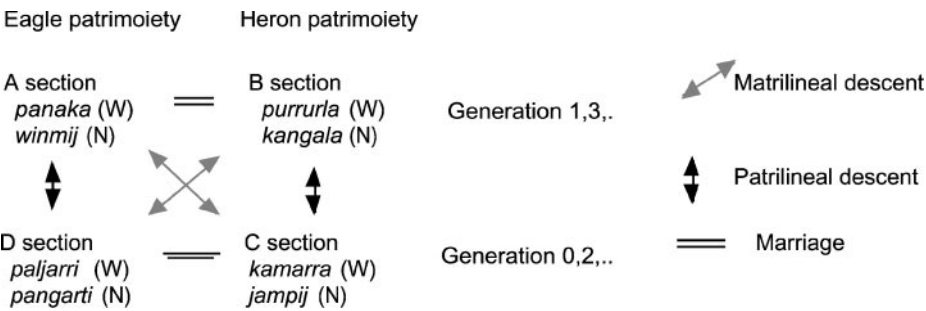 Eagle patrimoiety
Heron patrimoiety
A section
panaka (W)
winmij (N)
B section
purrurla (W)
kangala (N)
Generation 1,3,.
Matrilineal descent
Patrilineal descent
D section
paljarri (W)
pangarti (N)
C section
kamarra (W)
jampij (N)
Generation 0,2,..
Marriage